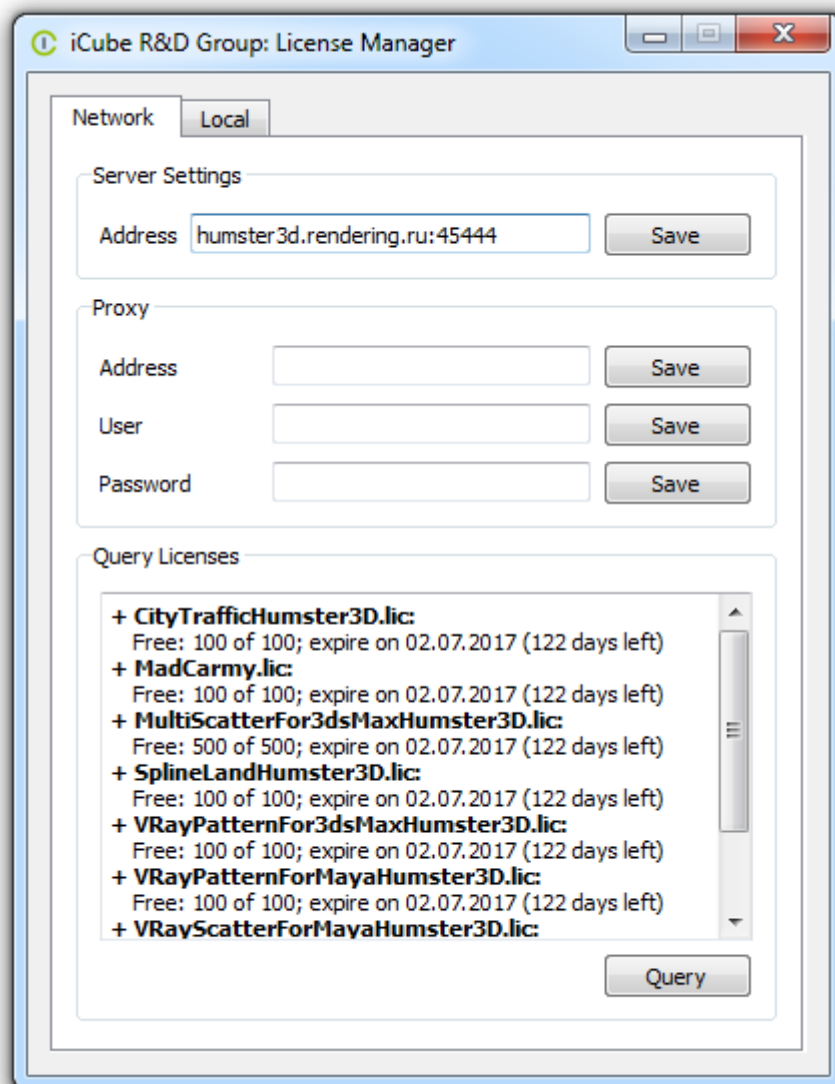 iCube R&D Group: License Manager
Network Local
Server Settings
Address humster3d.rendering.ru:45444 Save
Proxy
Address Save
User Save
Password Save
Query Licenses
+ CityTrafficHumster3D.lic:
Free: 100 of 100; expire on 02.07.2017 (122 days left)
+ MadCarmy.lic:
Free: 100 of 100; expire on 02.07.2017 (122 days left)
+ MultiScatterFor3dsMaxHumster3D.lic:
Free: 500 of 500; expire on 02.07.2017 (122 days left)
+ SplineLandHumster3D.lic:
Free: 100 of 100; expire on 02.07.2017 (122 days left)
+ VRayPatternFor3dsMaxHumster3D.lic:
Free: 100 of 100; expire on 02.07.2017 (122 days left)
+ VRayPatternForMayaHumster3D.lic:
Free: 100 of 100; expire on 02.07.2017 (122 days left)
+ VRayScatterForMayaHumster3D.lic:
Query